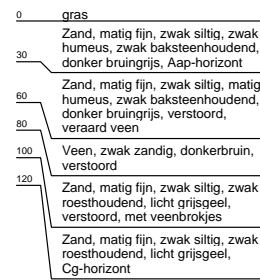 0 gras
Zand, matig fijn, zwak siltig, zwak
humeus, zwak baksteenhoudend,
30 donker bruingrijs, Aap-horizont
Zand, matig fijn, zwak siltig, matig
humeus, zwak baksteenhoudend,
60 donker bruingrijs, verstoord,
veraard veen
80 Veen, zwak zandig, donkerbruin,
verstoord
100
Zand, matig fijn, zwak siltig, zwak
120 roesthoudend, licht grijsgeel,
verstoord, met veenbrokjes
Zand, matig fijn, zwak siltig, zwak
roesthoudend, licht grijsgeel,
Cg-horizont